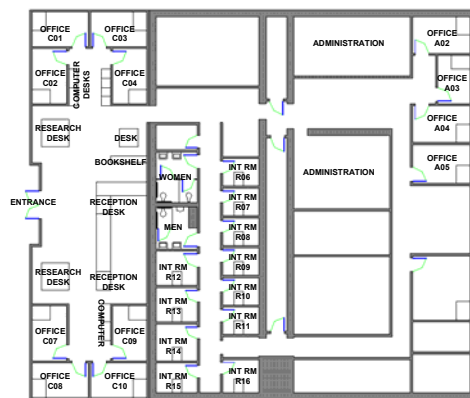 OFFICE
C01
OFFICE
C03
ADMINISTRATION
OFFICE
A02
OFFICE
C02
COMPUTER
DESKS
OFFICE
C04
OFFICE
A03
RESEARCH
DESK
DESK
OFFICE
A04
BOOKSHELF
WOMEN
INT RM
R06
ADMINISTRATION
OFFICE
A05
ENTRANCE
RECEPTION
DESK
INT RM
R07
MEN
INT RM
R08
RESEARCH
DESK
RECEPTION
DESK
INT RM
R12
INT RM
R09
INT RM
R10
INT RM
R13
INT RM
R11
OFFICE
C07
COMPUTER
OFFICE
C09
INT RM
R14
OFFICE
C08
OFFICE
C10
INT RM
R15
INT RM
R16